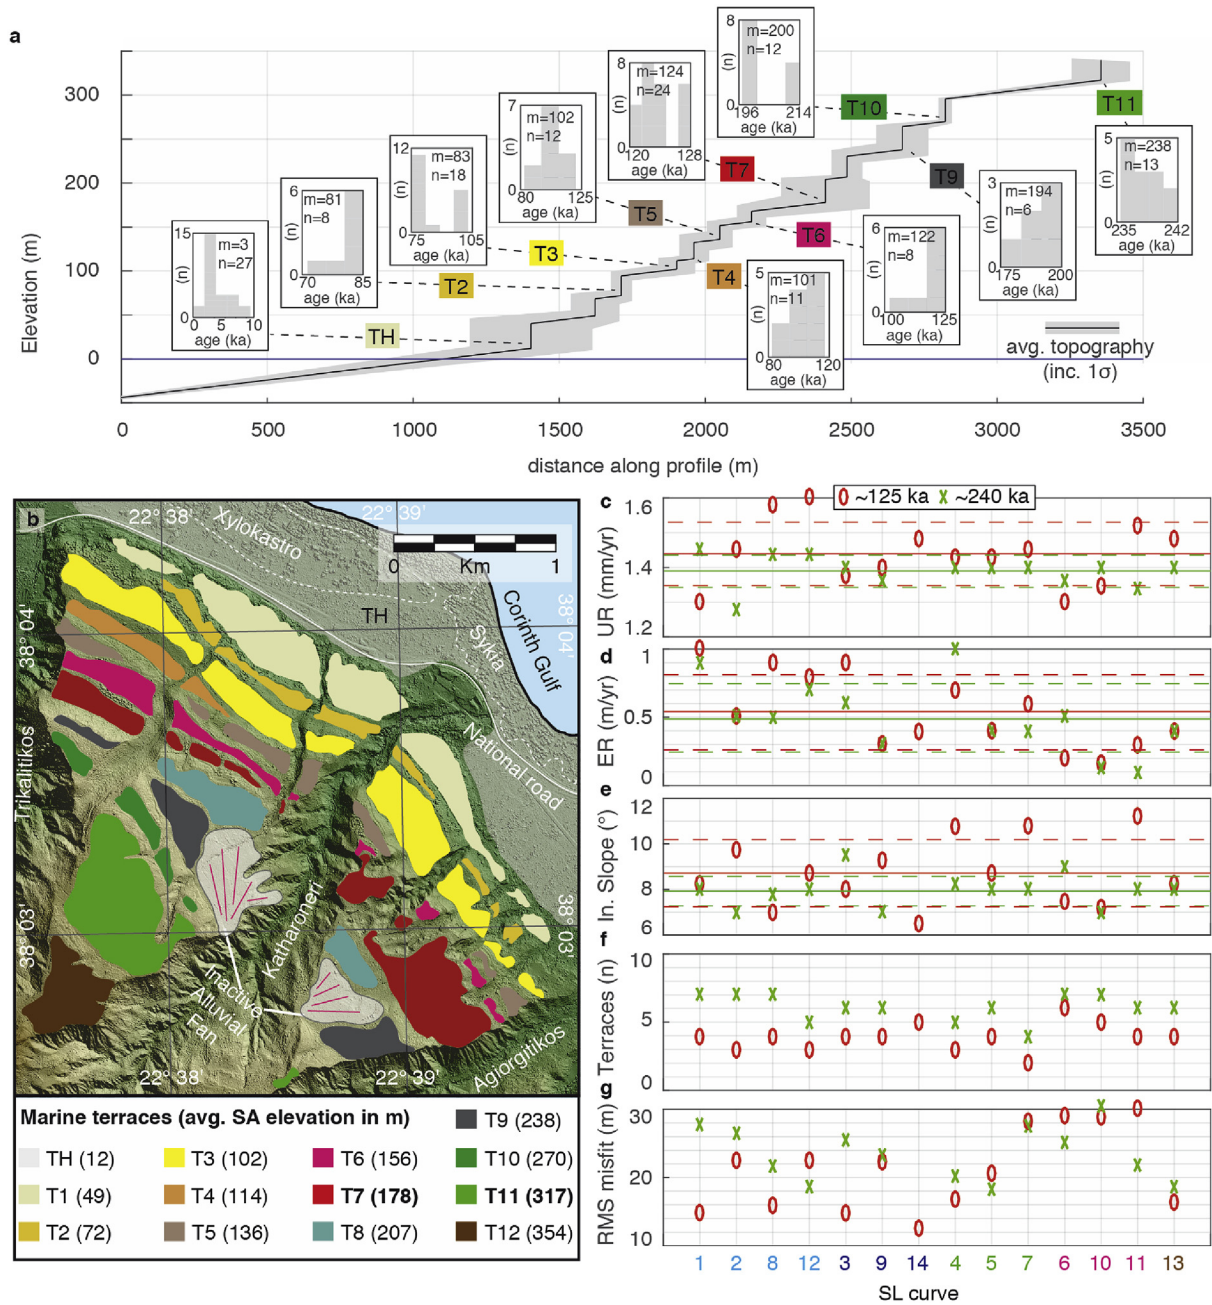 a
Elevation (m)
300
200
100
0
0
500
1000
1500
2000
2500
3000
3500
distance along profile (m)
15
(n)
0
m=3
n=27
0
5
10
age (ka)
TH
6
(n)
0
m=81
n=8
70
85
age (ka)
T2
12
(n)
0
m=83
n=18
75
105
age (ka)
T3
7
(n)
0
m=102
n=12
80
125
age (ka)
T5
8
(n)
0
m=124
n=24
120
128
age (ka)
T7
8
(n)
0
m=200
n=12
196
214
age (ka)
T10
T11
5
(n)
0
m=238
n=13
235
242
age (ka)
T9
3
(n)
0
m=194
n=6
175
200
age (ka)
T6
6
(n)
0
m=122
n=8
100
125
age (ka)
T4
5
(n)
0
m=101
n=11
80
120
age (ka)
avg. topography
(inc. 1σ)
b
22° 38'
22° 39'
Xylokastro
0
Km
1
TH
Sykia
Corinth Gulf
38° 04'
38° 04'
National road
Trikalitikos
Katharoneri
38° 03'
38° 03'
Inactive
Alluvial
Fan
22° 38'
22° 39'
Agiorgitikos
Marine terraces (avg. SA elevation in m)
TH (12)
T1 (49)
T2 (72)
T3 (102)
T4 (114)
T5 (136)
T6 (156)
T7 (178)
T8 (207)
T9 (238)
T10 (270)
T11 (317)
T12 (354)
~125 ka
~240 ka
c
UR (mm/yr)
1.6
1.4
1.2
d
ER (m/yr)
1
0.5
0
e
In. Slope (°)
12
10
8
6
f
Terraces (n)
10
5
0
g
RMS misfit (m)
30
20
10
1
2
8
12
3
9
14
4
5
7
6
10
11
13
SL curve